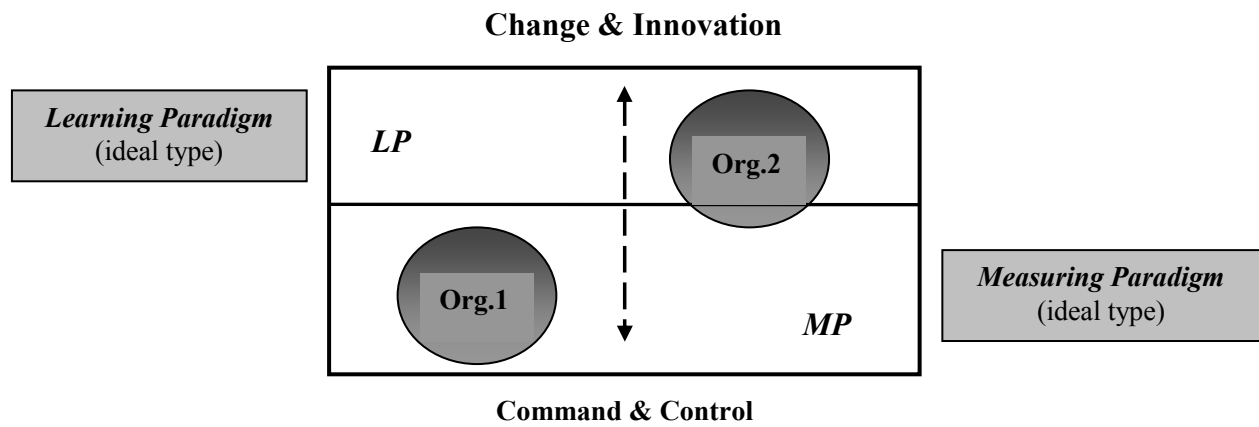 Change & Innovation
Learning Paradigm
(ideal type)
LP
Org.2
Org.1
Measuring Paradigm
(ideal type)
MP
Command & Control